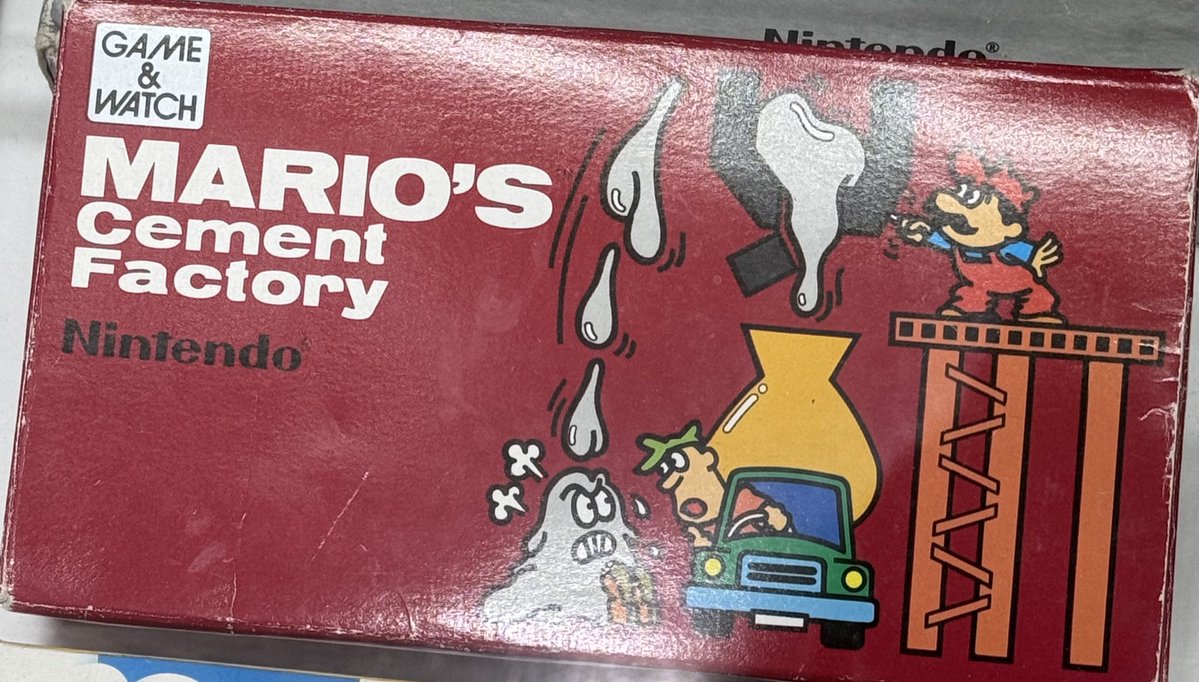 Nintendo®
GAME
&
WATCH
MARIO'S
Cement
Factory
Nintendo